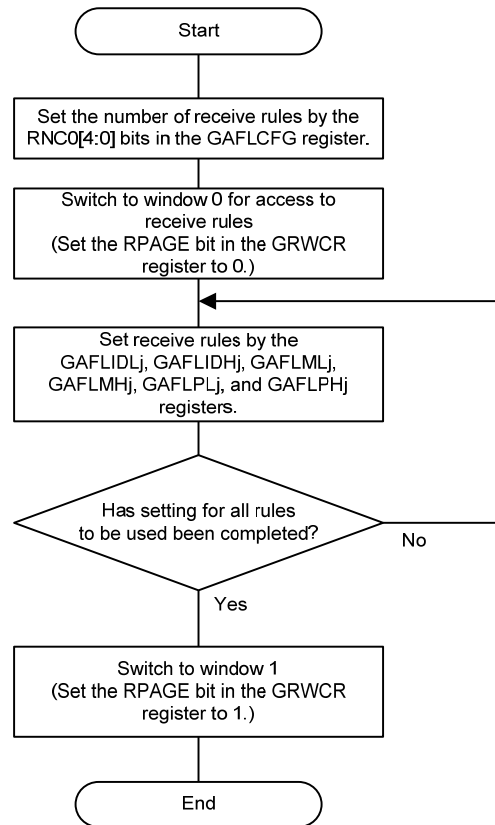 Start
Set the number of receive rules by the
RNC0[4:0] bits in the GAFLCFG register.
Switch to window 0 for access to
receive rules
(Set the RPAGE bit in the GRWCR
register to 0.)
Set receive rules by the
GAFLIDLj, GAFLIDHj, GAFLMLj,
GAFLMHj, GAFLPLj, and GAFLPHj
registers.
Has setting for all rules
to be used been completed?
No
Yes
Switch to window 1
(Set the RPAGE bit in the GRWCR
register to 1.)
End